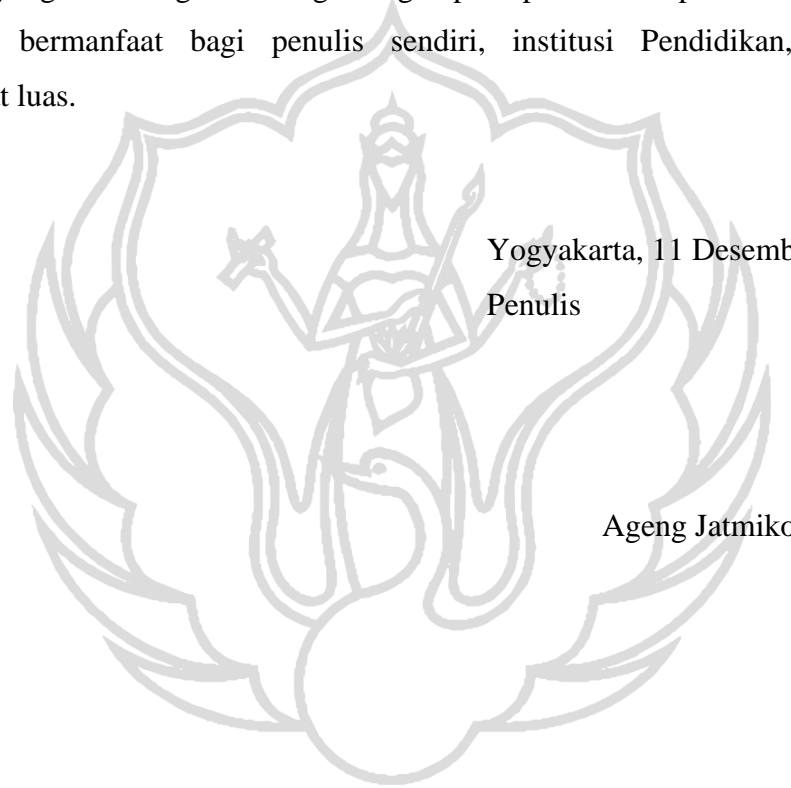 bermanfaat bagi penulis sendiri, institusi Pendidikan,
t luas.
Yogyakarta, 11 Desemb
Penulis
Ageng Jatmiko